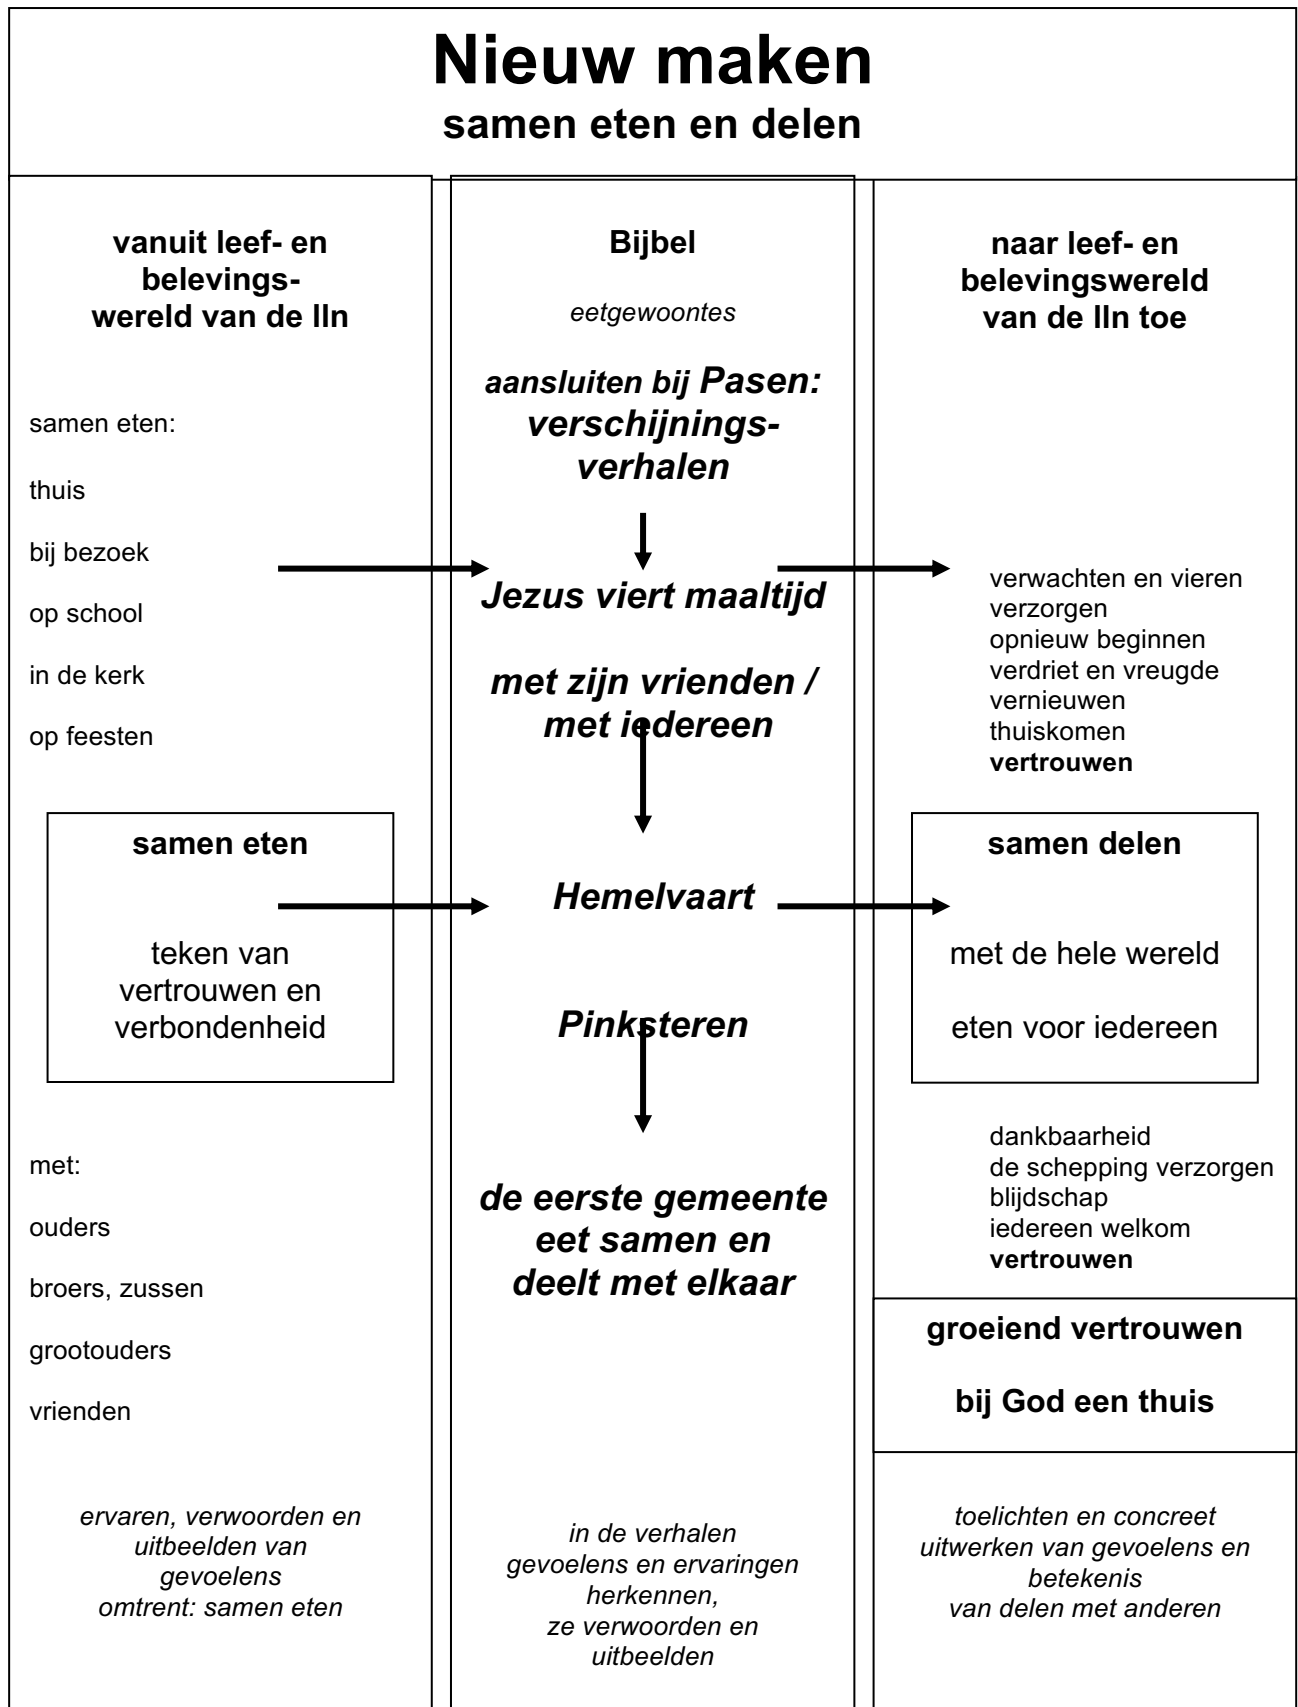 Nieuw maken
samen eten en delen
vanuit leef- en
belevings-
wereld van de lln
samen eten:
thuis
bij bezoek
op school
in de kerk
op feesten
samen eten
teken van
vertrouwen en
verbondenheid
met:
ouders
broers, zussen
grootouders
vrienden
ervaren, verwoorden en
uitbeelden van
gevoelens
omtrent: samen eten
Bijbel
eetgewoontes
aansluiten bij Pasen:
verschijnings-
verhalen
Jezus viert maaltijd
met zijn vrienden /
met iedereen
Hemelvaart
Pinksteren
de eerste gemeente
eet samen en
deelt met elkaar
in de verhalen
gevoelens en ervaringen
herkennen,
ze verwoorden en
uitbeelden
naar leef- en
belevingswereld
van de lln toe
verwachten en vieren
verzorgen
opnieuw beginnen
verdriet en vreugde
vernieuwen
thuiskomen
vertrouwen
samen delen
met de hele wereld
eten voor iedereen
dankbaarheid
de schepping verzorgen
blijdschap
iedereen welkom
vertrouwen
groeiend vertrouwen
bij God een thuis
toelichten en concreet
uitwerken van gevoelens en
betekenis
van delen met anderen